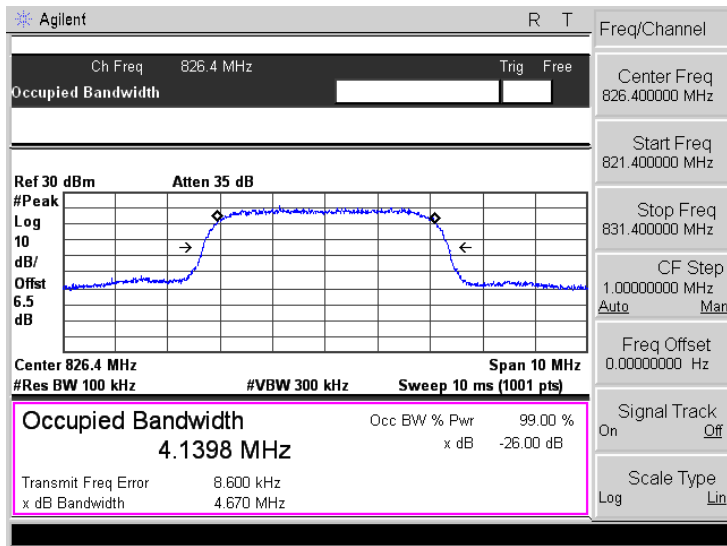 Agilent R T
Ch Freq 826.4 MHz Trig Free
Occupied Bandwidth
Ref 30 dBm Atten 35 dB
#Peak
Log
10
dB/
Offst
6.5
dB
Center 826.4 MHz Span 10 MHz
#Res BW 100 kHz #VBW 300 kHz Sweep 10 ms (1001 pts)
Occupied Bandwidth Occ BW % Pwr 99.00 %
4.1398 MHz x dB -26.00 dB
Transmit Freq Error 8.600 kHz
x dB Bandwidth 4.670 MHz
Freq/Channel
Center Freq
826.400000 MHz
Start Freq
821.400000 MHz
Stop Freq
831.400000 MHz
CF Step
1.00000000 MHz
Auto Man
Freq Offset
0.00000000 Hz
Signal Track
On Off
Scale Type
Log Lin